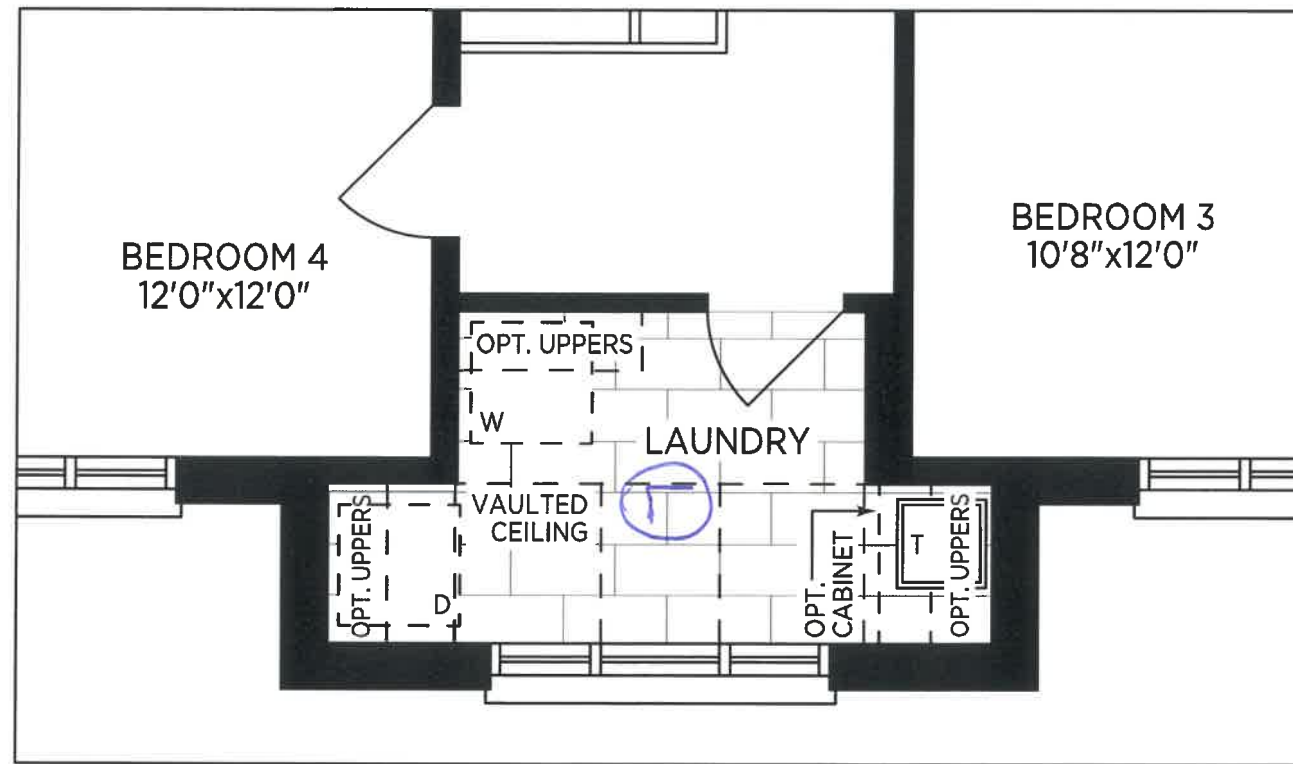 BEDROOM 4
12'0"x12'0"
BEDROOM 3
10'8"x12'0"
OPT. UPPERS
W
LAUNDRY
VAULTED
CEILING
OPT. UPPERS
D
OPT.
CABINET
T
OPT. UPPERS